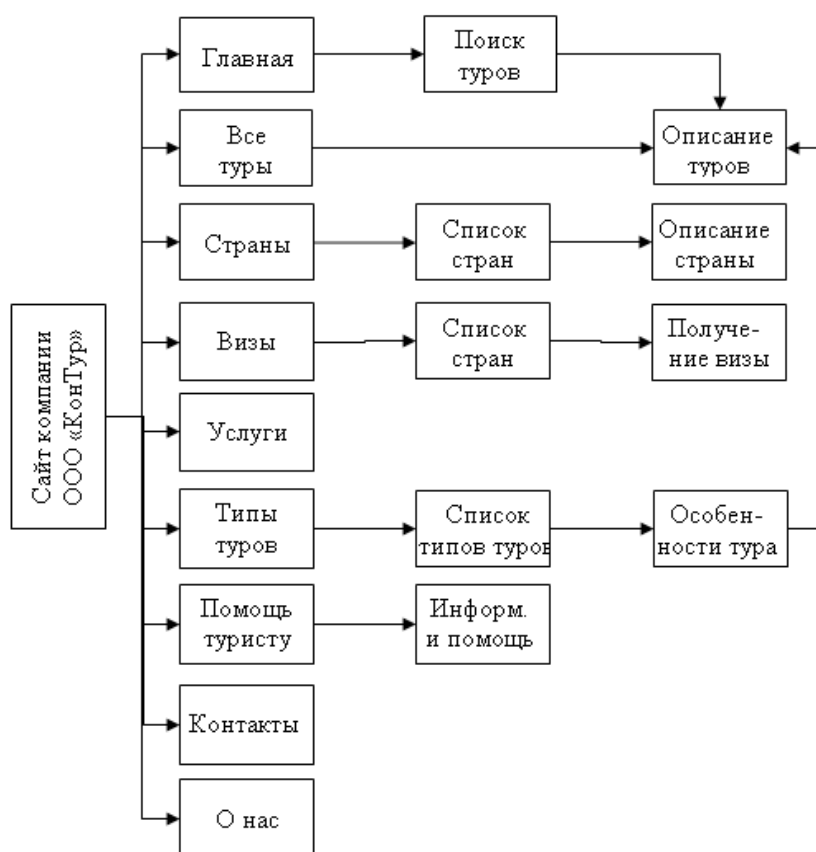 Главная
Поиск
туров
Все
туры
Описание
туров
Страны
Список
стран
Описание
страны
Сайт компании
ООО «КонТур»
Визы
Список
стран
Получе-
ние визы
Услуги
Типы
туров
Список
типов туров
Особен-
ности тура
Помощь
туристу
Информ.
и помощь
Контакты
О нас